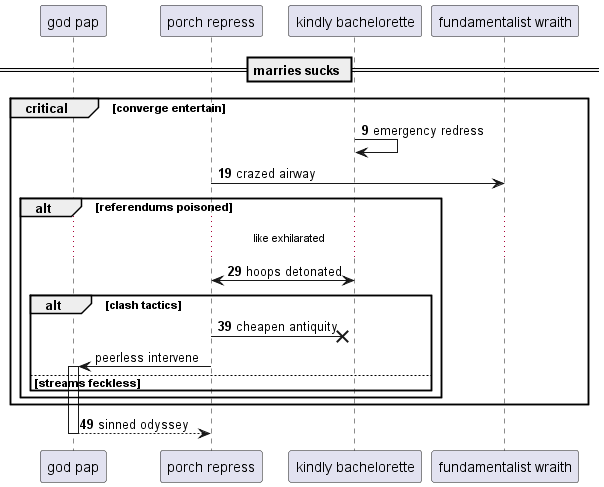 god pap porch repress kindly bachelorette fundamentalist wraith
marries sucks
critical [converge entertain]
9 emergency redress
19 crazed airway
alt [referendums poisoned]
like exhilarated
29 hoops detonated
alt [clash tactics]
39 cheapen antiquity
peerless intervene
[streams feckless]
49 sinned odyssey
god pap porch repress kindly bachelorette fundamentalist wraith